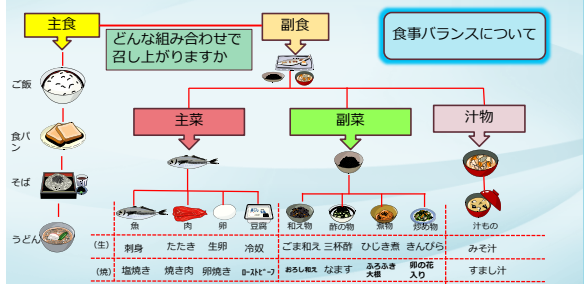 主食
どんな組み合わせで
召し上がりますか
副食
食事バランスについて
ご飯
食パ
ン
そば
うどん
主菜
副菜
汁物
魚 肉 卵 豆腐 和え物 酢の物 煮物 炒め物 汁もの
(生) 刺身 たたき 生卵 冷奴 ごま和え 三杯酢 ひじき煮 きんぴら みそ汁
(焼) 塩焼き 焼き肉 卵焼き ﾛｰｽﾄﾋﾞｰﾌ おろし和え なます ふろふき 大根 卯の花 入り すまし汁